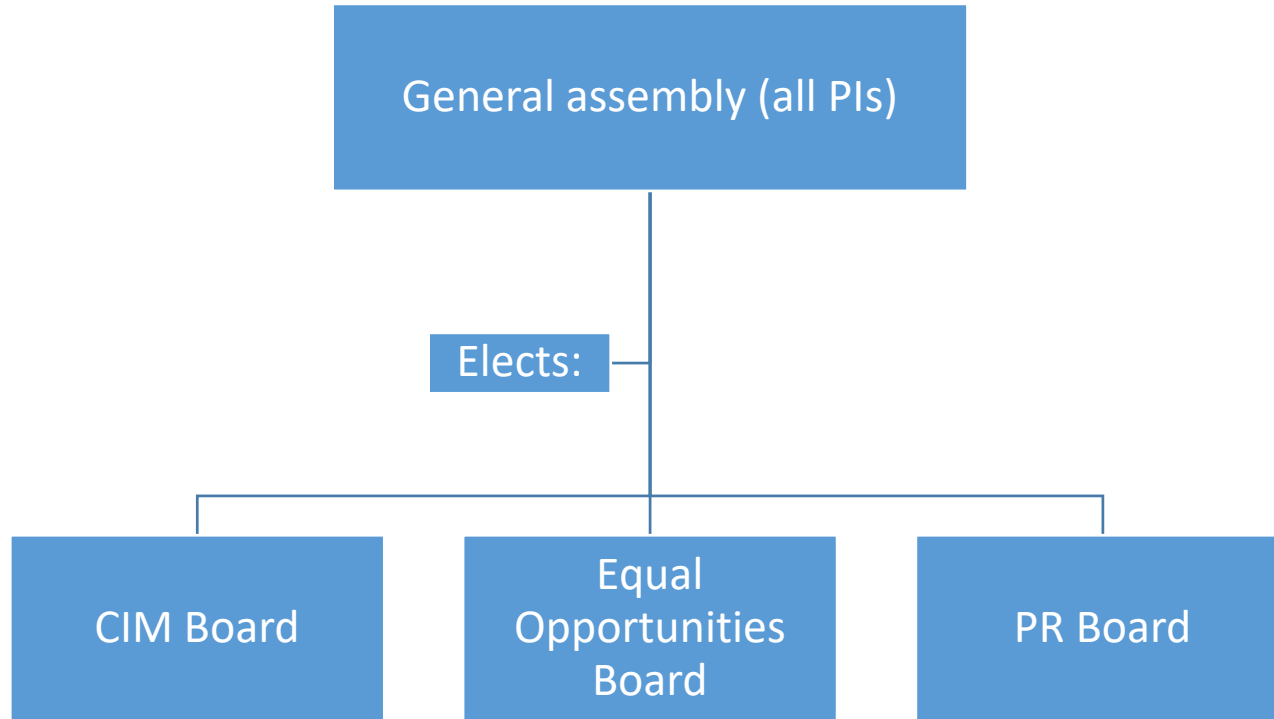 General assembly (all PIs)
Elects:
CIM Board
Equal
Opportunities
Board
PR Board